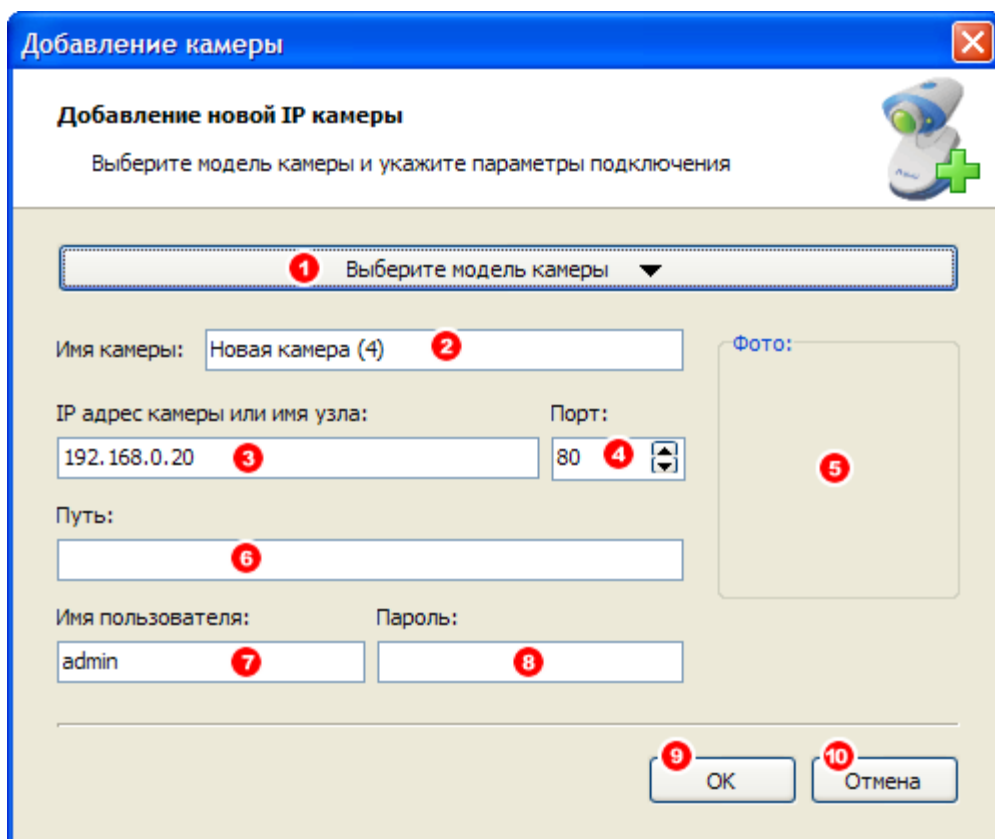 Добавление камеры
Добавление новой IP камеры
Выберите модель камеры и укажите параметры подключения
1 Выберите модель камеры
Имя камеры: Новая камера (4) 2
Фото:
IP адрес камеры или имя узла: Порт:
192.168.0.20 3 80 4
5
Путь:
6
Имя пользователя: Пароль:
admin 7 8
9 OK 10 Отмена